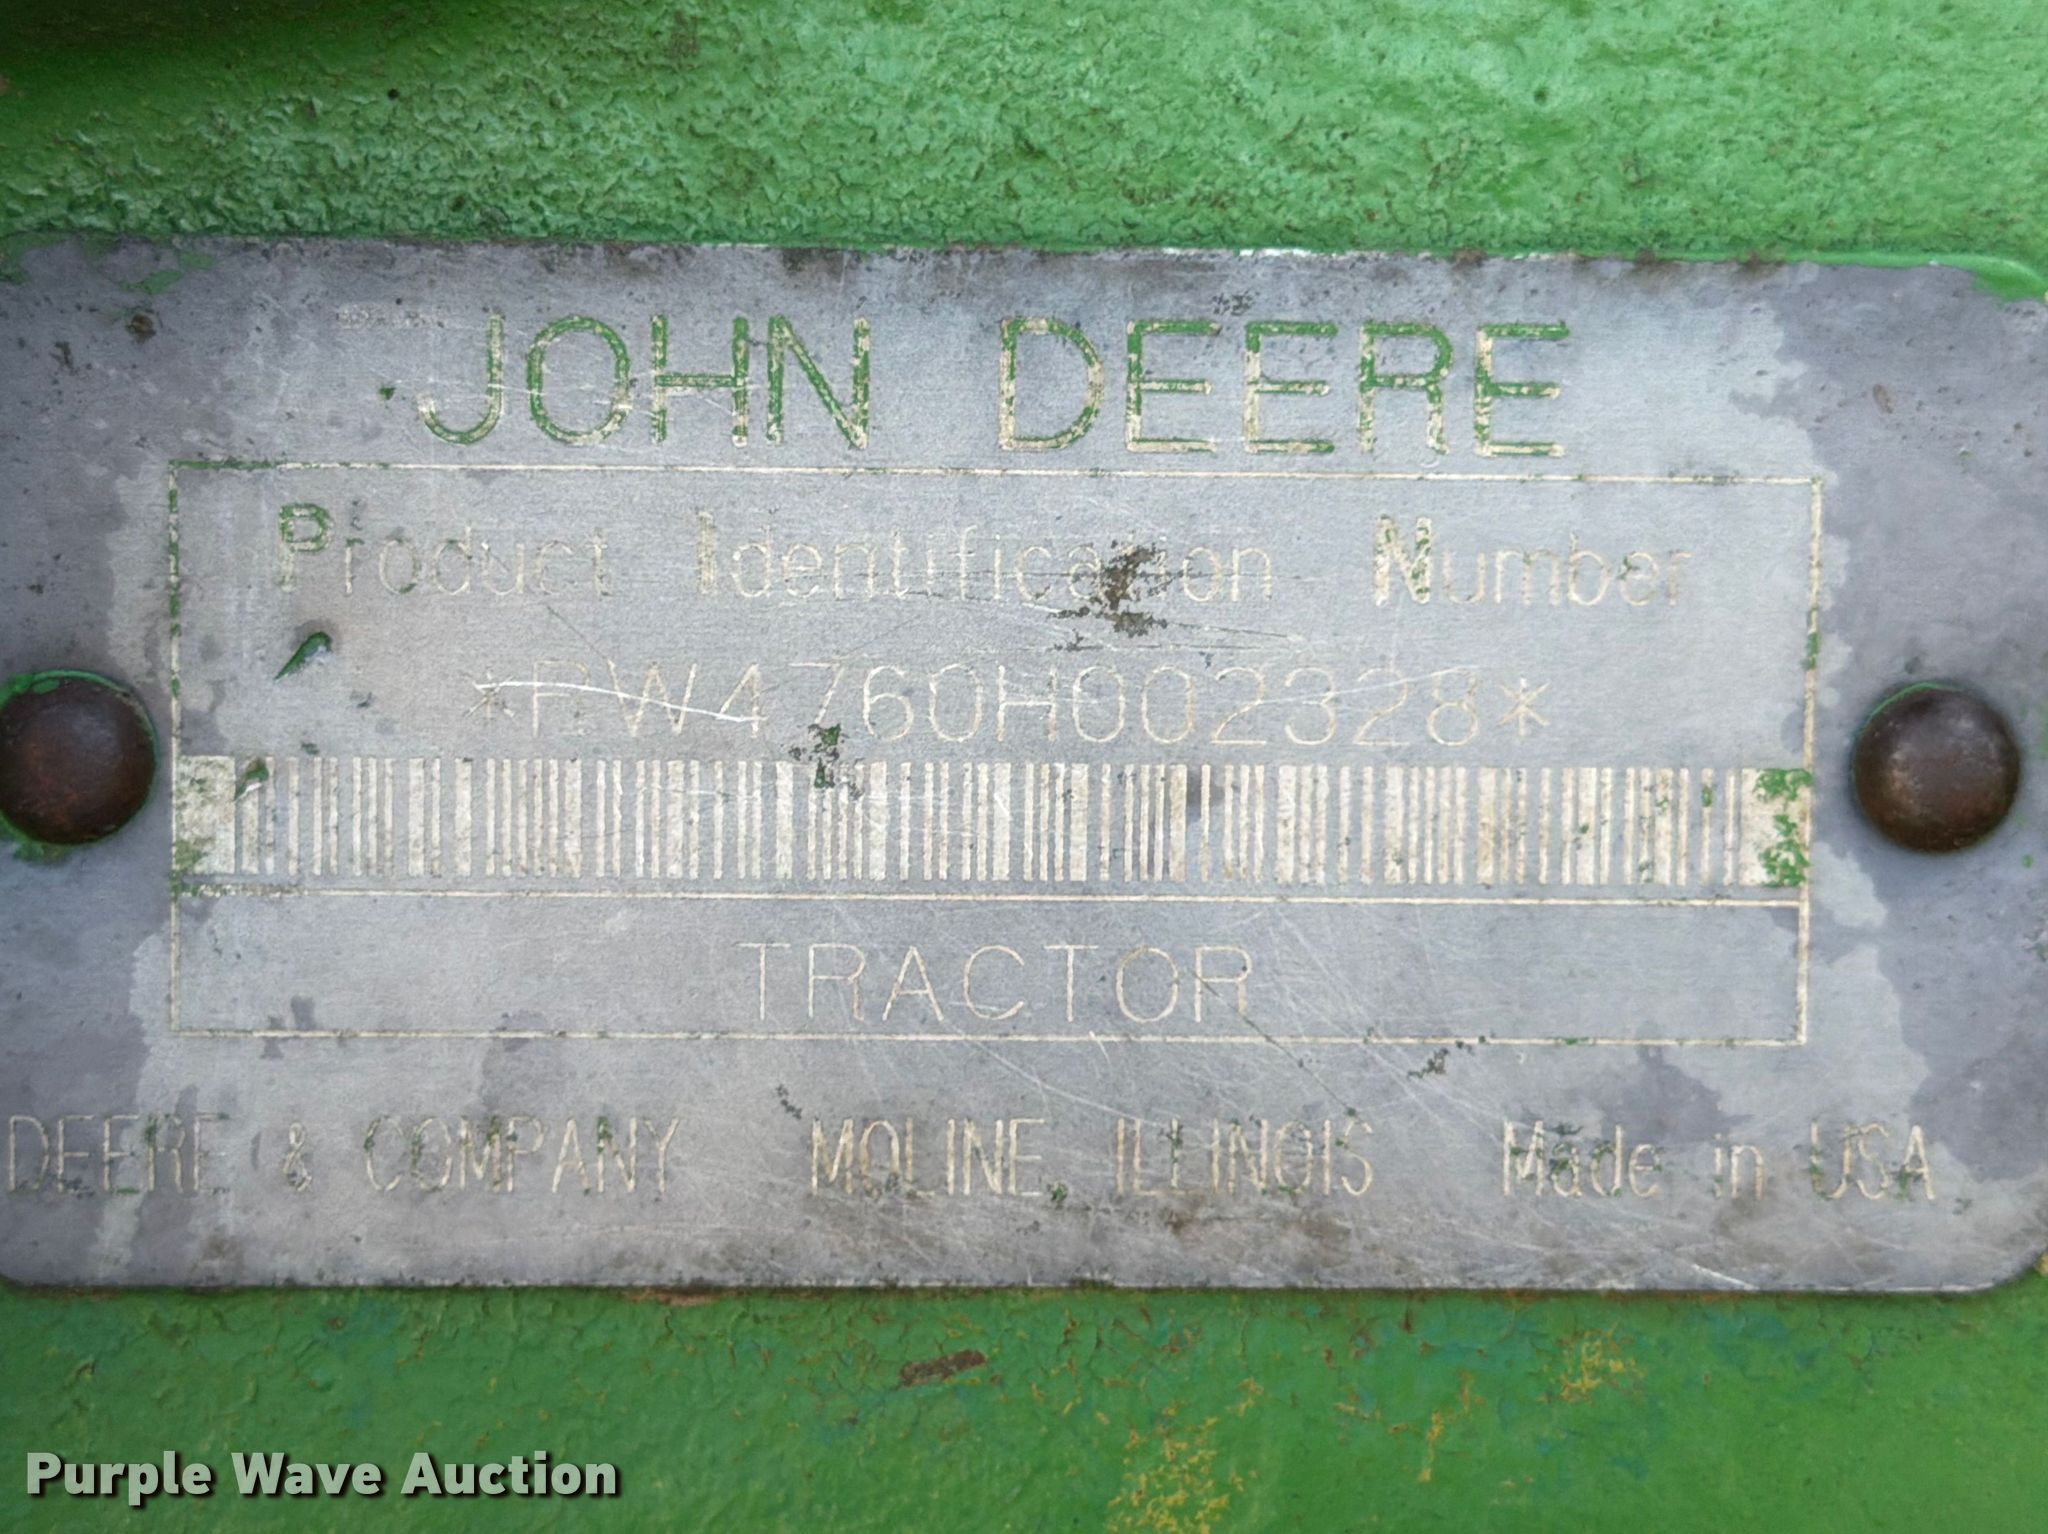 JOHN DEERE
Product Identification Number
*RW4760H002328*
TRACTOR
DEERE & COMPANY MOLINE ILLINOIS Made in USA
Purple Wave Auction